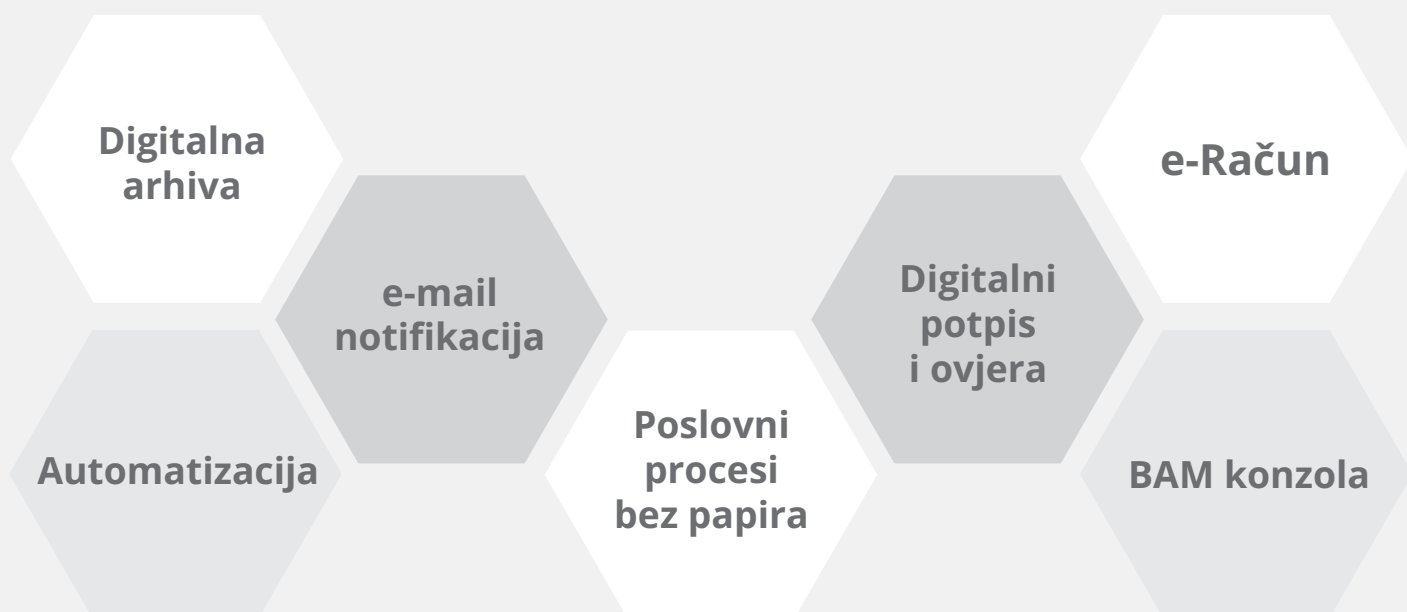 Digitalna
arhiva
e-Račun
e-mail
notifikacija
Digitalni
potpis
i ovjera
Automatizacija
Poslovni
procesi
bez papira
BAM konzola